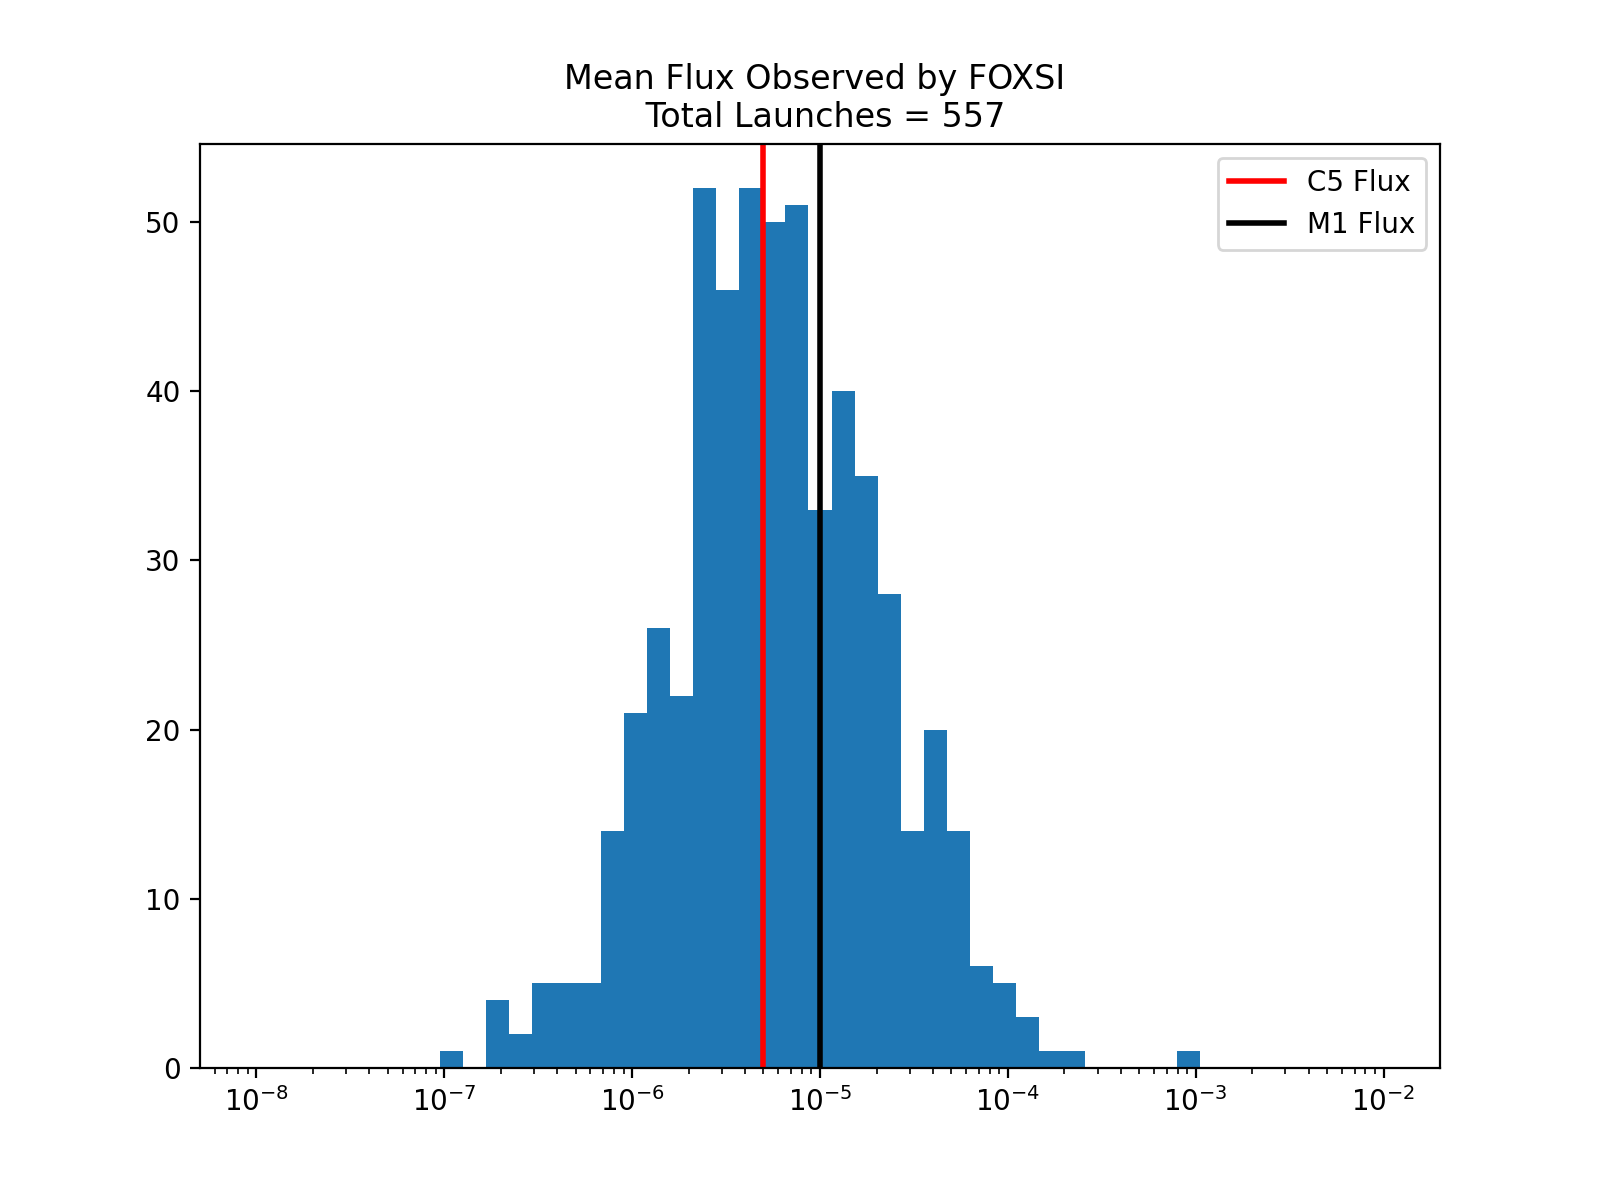 Mean Flux Observed by FOXSI
Total Launches = 557
C5 Flux
M1 Flux
50
40
30
20
10
0
10⁻⁸ 10⁻⁷ 10⁻⁶ 10⁻⁵ 10⁻⁴ 10⁻³ 10⁻²